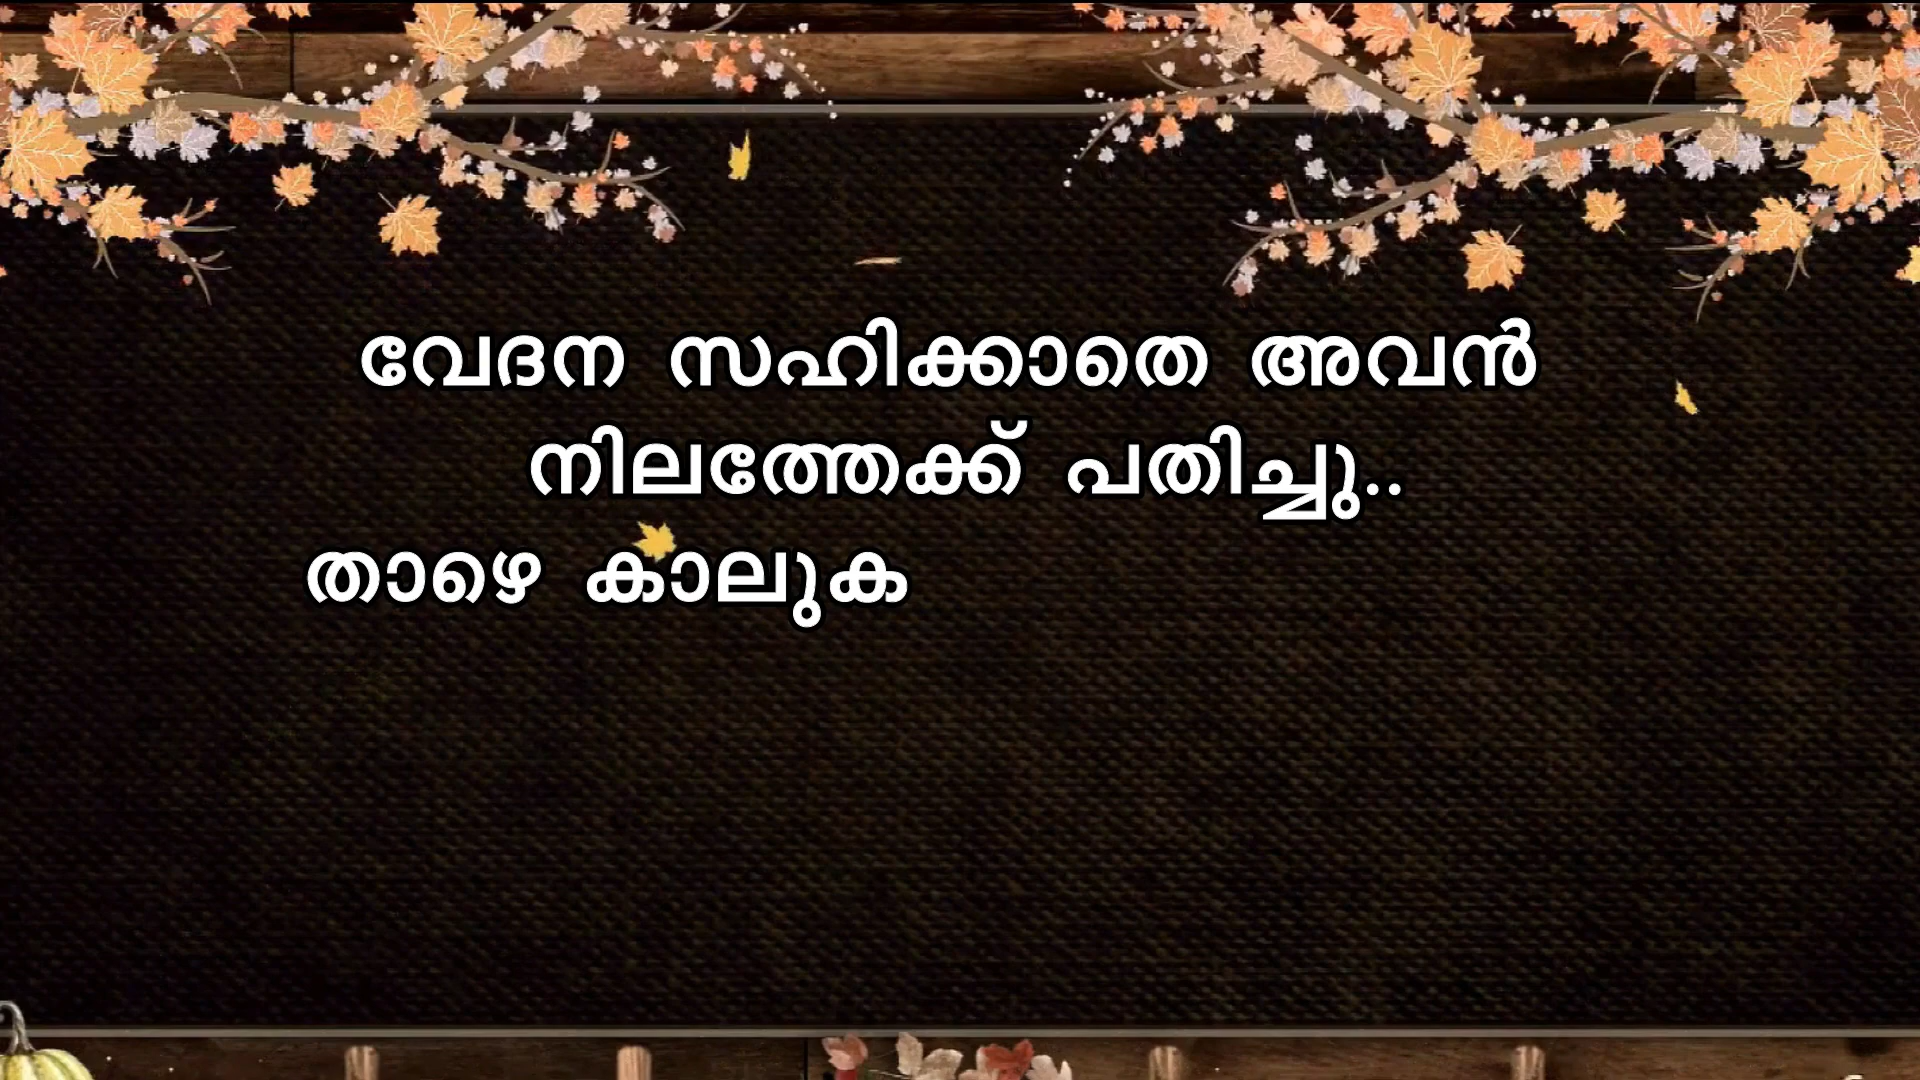 വേദന സഹിക്കാതെ അവൻ
നിലത്തേക്ക് പതിച്ചു..
താഴെ കാലുക